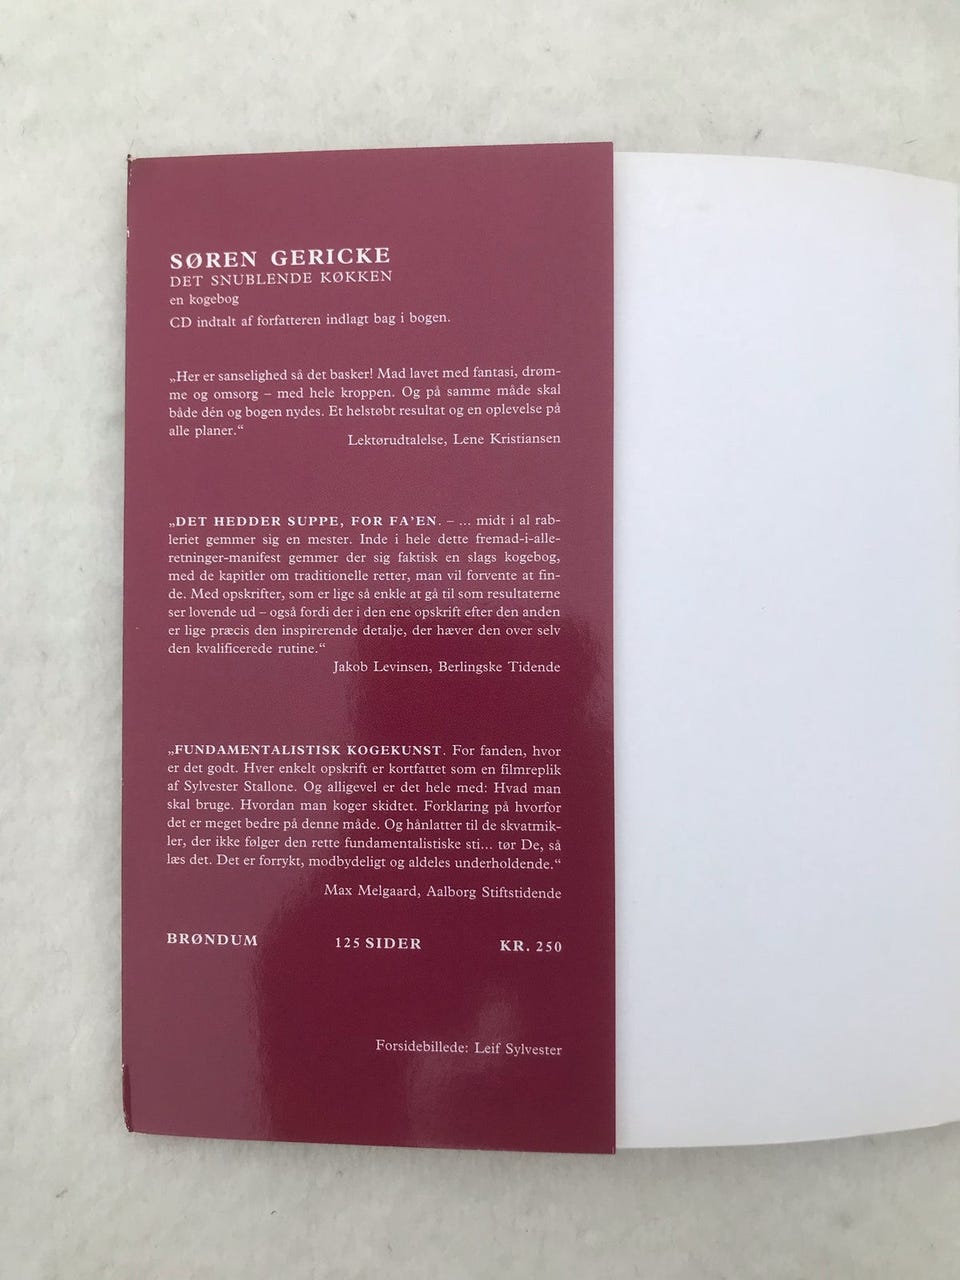 SØREN GERICKE
DET SNUBLENDE KØKKEN
en kogebog
CD indtalt af forfatteren indlagt bag i bogen.
„Her er sanselighed så det basker! Mad lavet med fantasi, drøm-
me og omsorg – med hele kroppen. Og på samme måde skal
både dén og bogen nydes. Et helstøbt resultat og en oplevelse på
alle planer.“
Lektørudtalelse, Lene Kristiansen
„DET HEDDER SUPPE, FOR FA'EN. – ... midt i al rab-
leriet gemmer sig en mester. Inde i hele dette fremad-i-alle-
retninger-manifest gemmer der sig faktisk en slags kogebog,
med de kapitler om traditionelle retter, man vil forvente at fin-
de. Med opskrifter, som er lige så enkle at gå til som resultaterne
ser lovende ud – også fordi der i den ene opskrift efter den anden
er lige præcis den inspirerende detalje, der hæver den over selv
den kvalificerede rutine.“
Jakob Levinsen, Berlingske Tidende
„FUNDAMENTALISTISK KOGEKUNST. For fanden, hvor
er det godt. Hver enkelt opskrift er kortfattet som en filmreplik
af Sylvester Stallone. Og alligevel er det hele med: Hvad man
skal bruge. Hvordan man koger skidtet. Forklaring på hvorfor
det er meget bedre på denne måde. Og hånlatter til de skvatmik-
ler, der ikke følger den rette fundamentalistiske sti... tør De, så
læs det. Det er forrykt, modbydeligt og aldeles underholdende.“
Max Melgaard, Aalborg Stiftstidende
BRØNDUM 125 SIDER KR. 250
Forsidebillede: Leif Sylvester